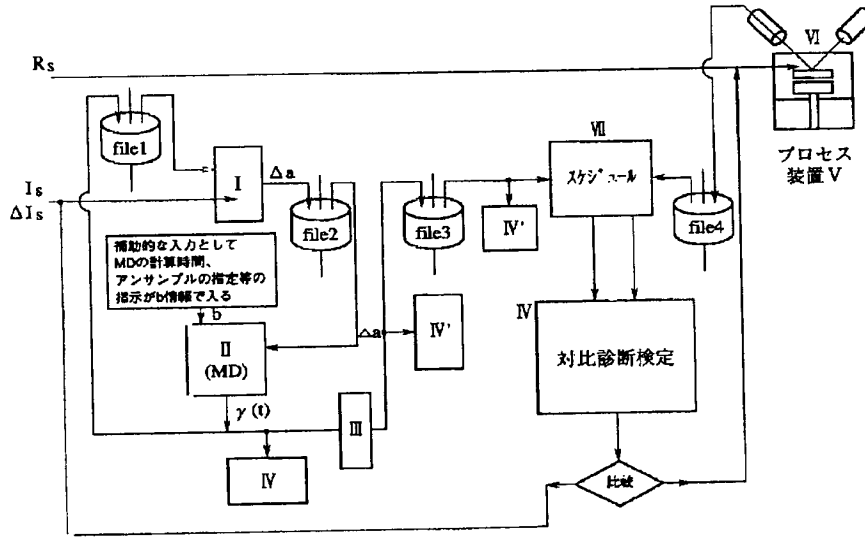 Rs
Ⅵ
プロセス
装置Ⅴ
file1
Is
ΔIs
Ⅰ
Δa
file2
file3
Ⅶ
スケジュール
Ⅳ'
file4
補助的な入力として
MDの計算時間、
アンサンブルの指定等の
指示がb情報で入る
b
Ⅱ
(MD)
Δa
Ⅳ'
Ⅳ
対比診断検定
γ(t)
Ⅲ
Ⅳ
比較